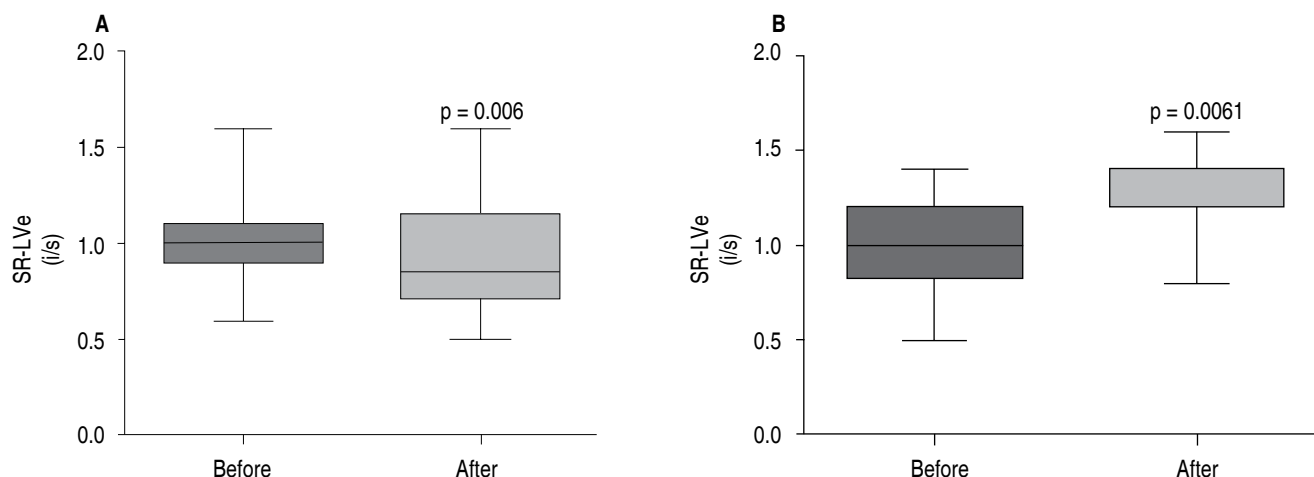 A
2.0
p = 0.006
1.5
SR-LVe
(i/s)
1.0
0.5
0.0
Before After
B
2.0
p = 0.0061
1.5
SR-LVe
(i/s)
1.0
0.5
0.0
Before After